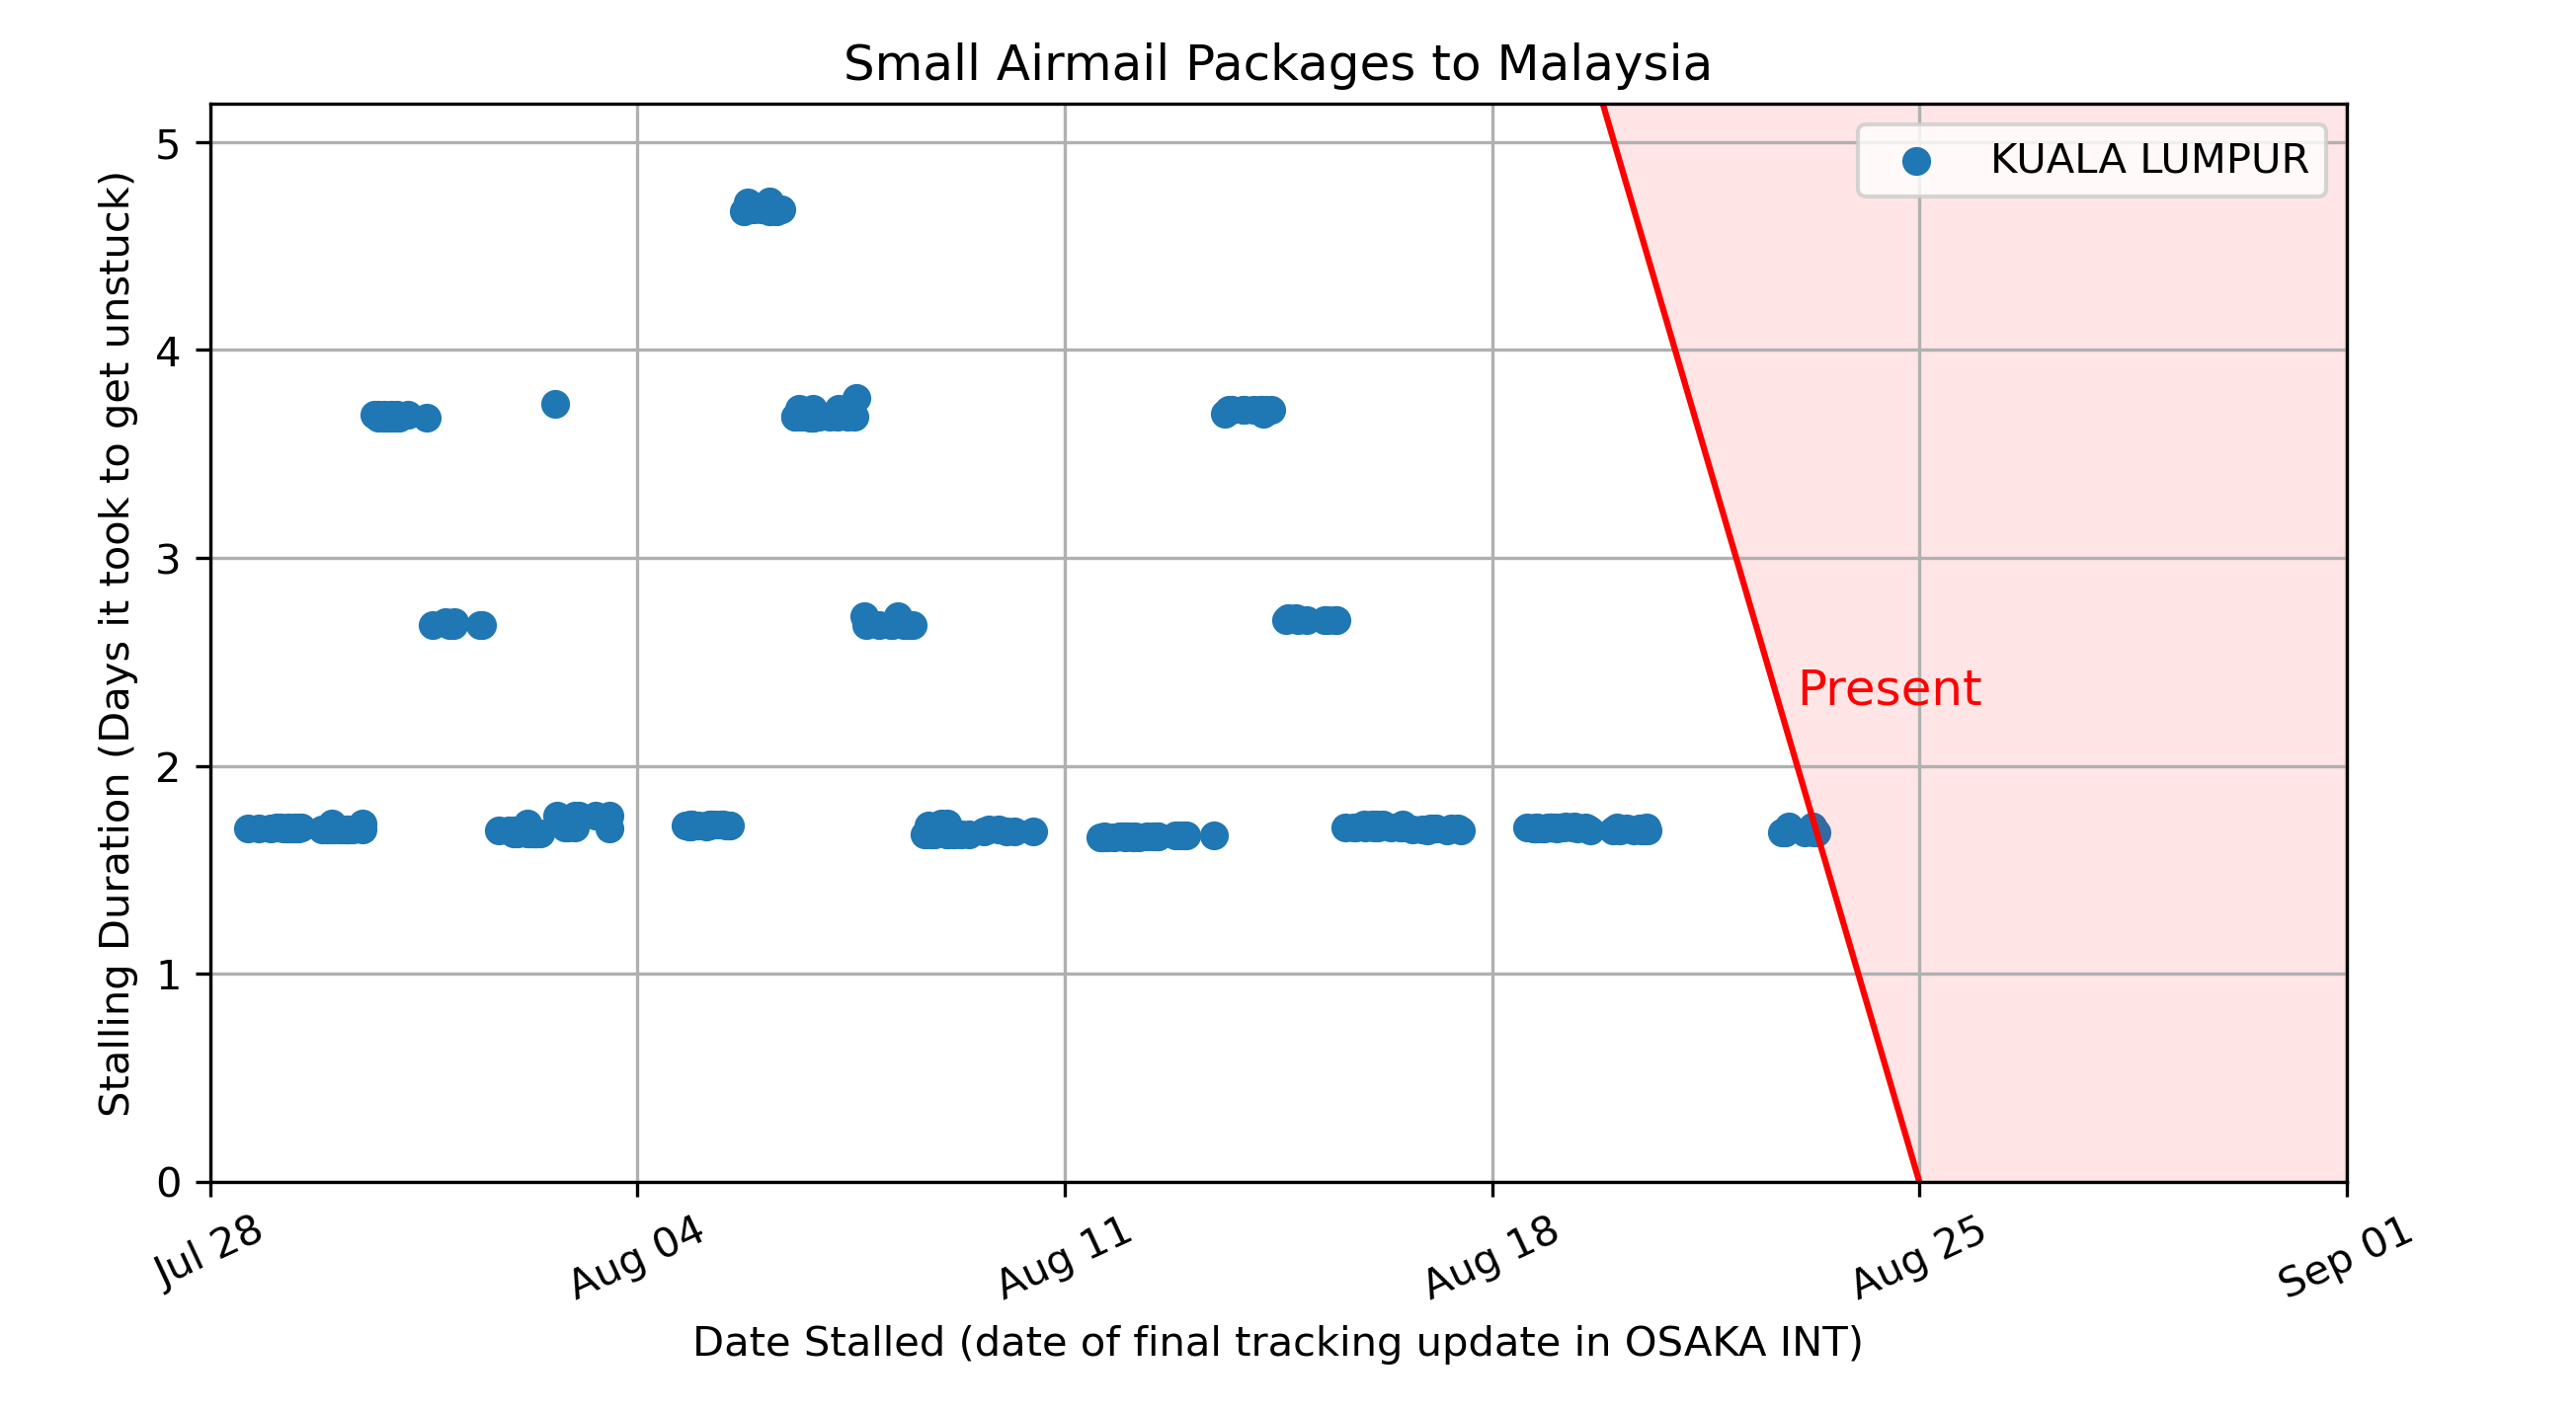 Small Airmail Packages to Malaysia
KUALA LUMPUR
Stalling Duration (Days it took to get unstuck)
5
4
3
2
1
0
Present
Jul 28
Aug 04
Aug 11
Aug 18
Aug 25
Sep 01
Date Stalled (date of final tracking update in OSAKA INT)